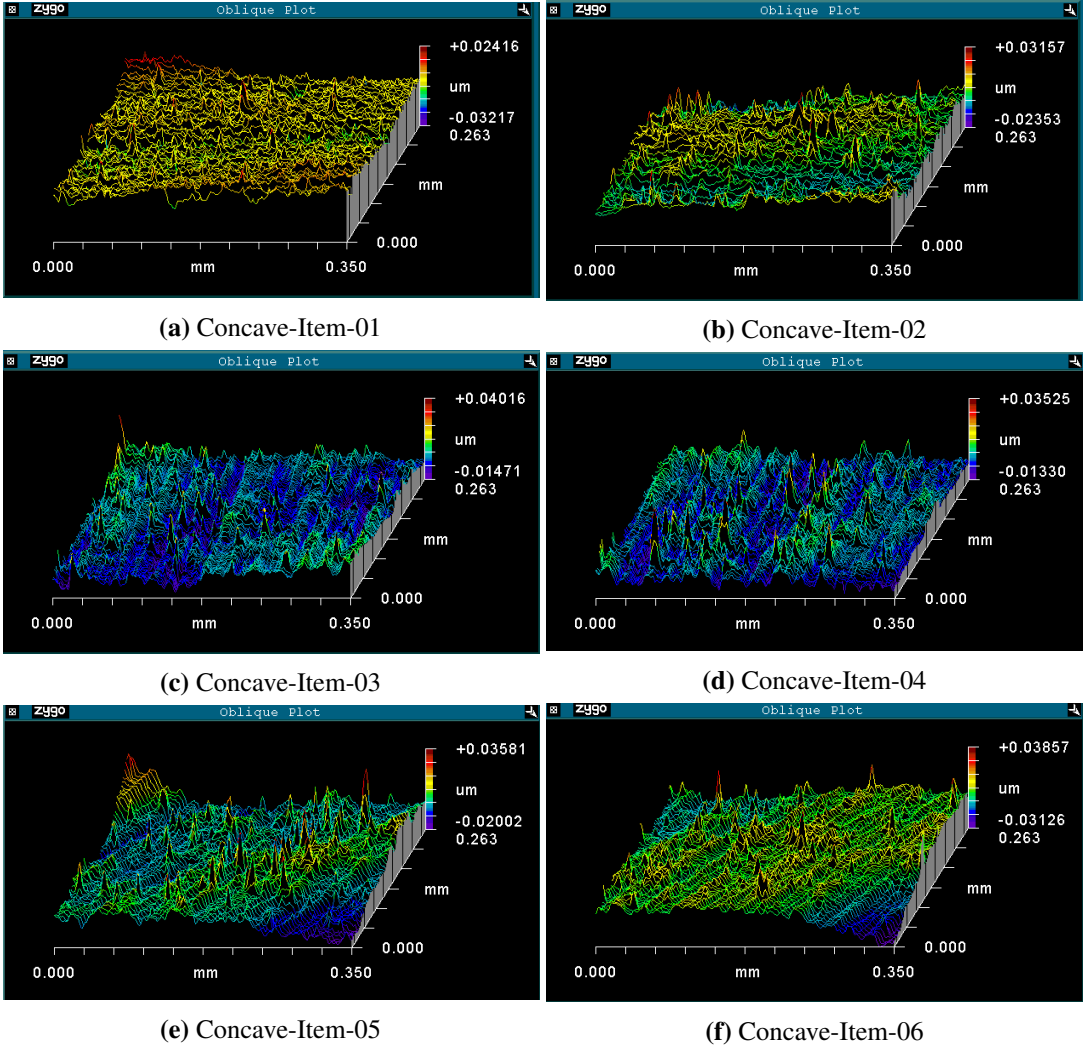 zygo Oblique Plot
+0.02416
um
-0.03217
0.263
mm
0.000
0.000 mm 0.350
(a) Concave-Item-01
zygo Oblique Plot
+0.03157
um
-0.02353
0.263
mm
0.000
0.000 mm 0.350
(b) Concave-Item-02
zygo Oblique Plot
+0.04016
um
-0.01471
0.263
mm
0.000
0.000 mm 0.350
(c) Concave-Item-03
zygo Oblique Plot
+0.03525
um
-0.01330
0.263
mm
0.000
0.000 mm 0.350
(d) Concave-Item-04
zygo Oblique Plot
+0.03581
um
-0.02002
0.263
mm
0.000
0.000 mm 0.350
(e) Concave-Item-05
zygo Oblique Plot
+0.03857
um
-0.03126
0.263
mm
0.000
0.000 mm 0.350
(f) Concave-Item-06